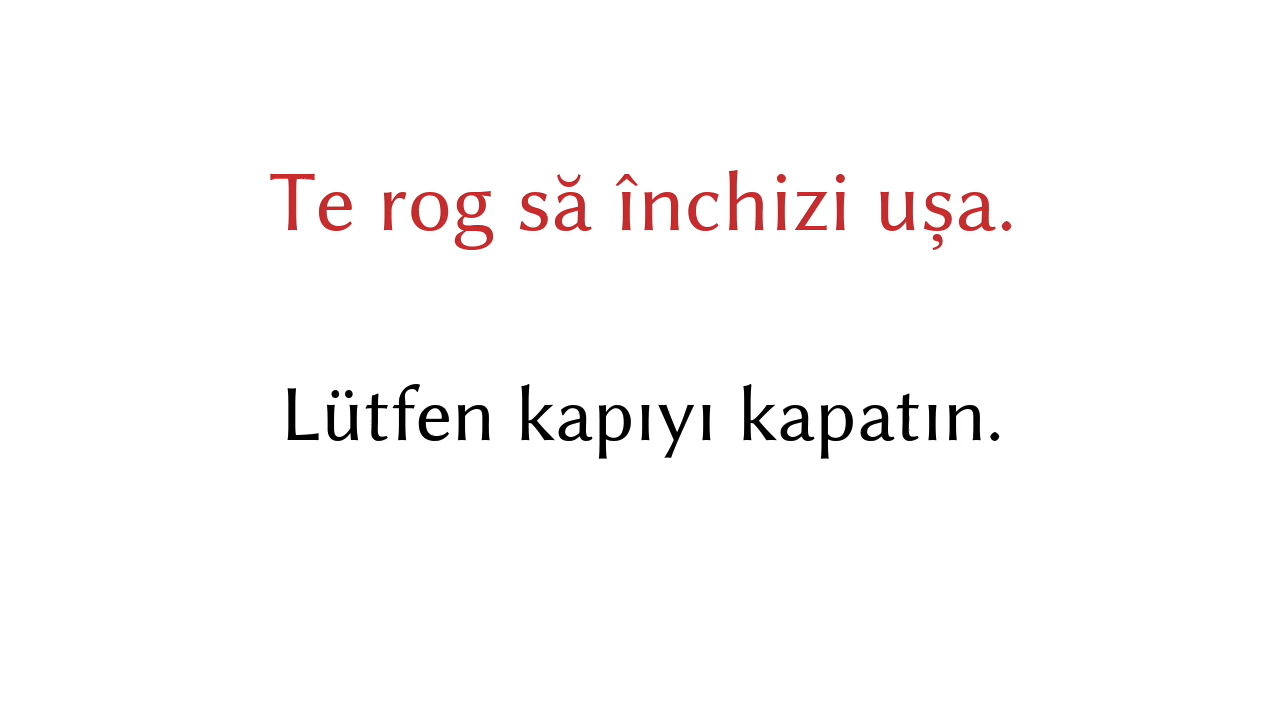 Te rog să închizi ușa.
Lütfen kapıyı kapatın.